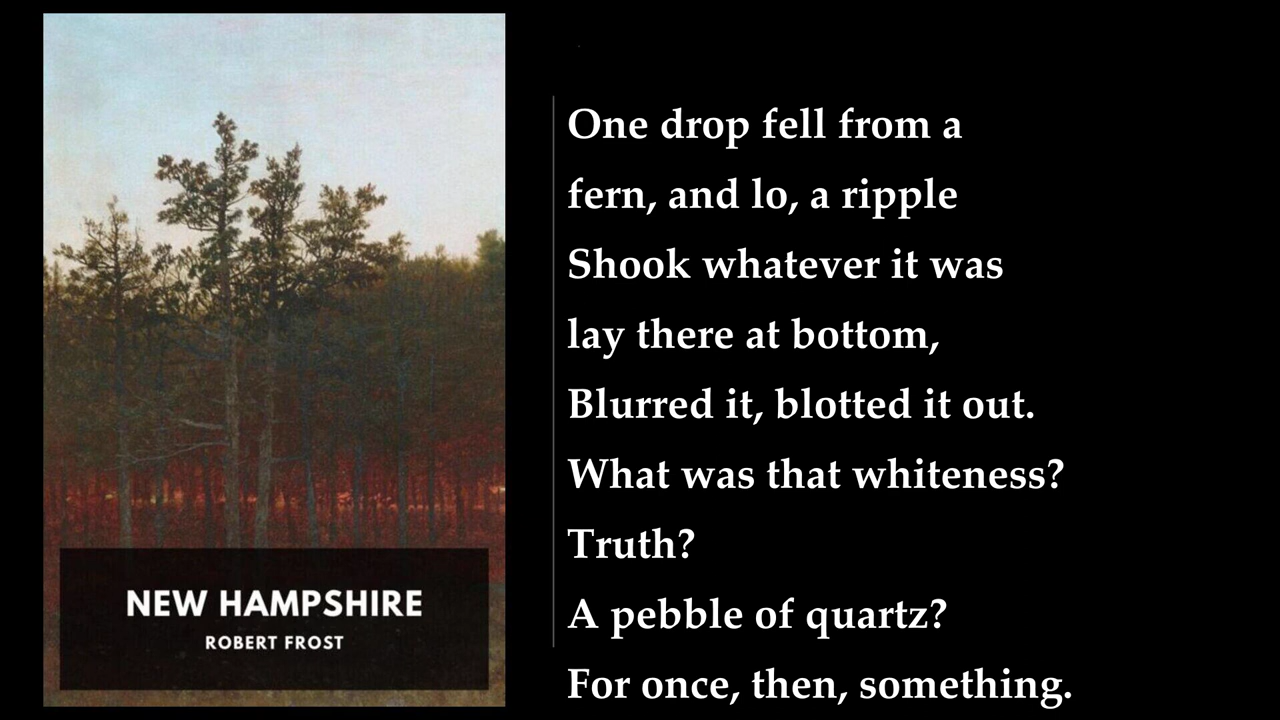 NEW HAMPSHIRE
ROBERT FROST
One drop fell from a
fern, and lo, a ripple
Shook whatever it was
lay there at bottom,
Blurred it, blotted it out.
What was that whiteness?
Truth?
A pebble of quartz?
For once, then, something.